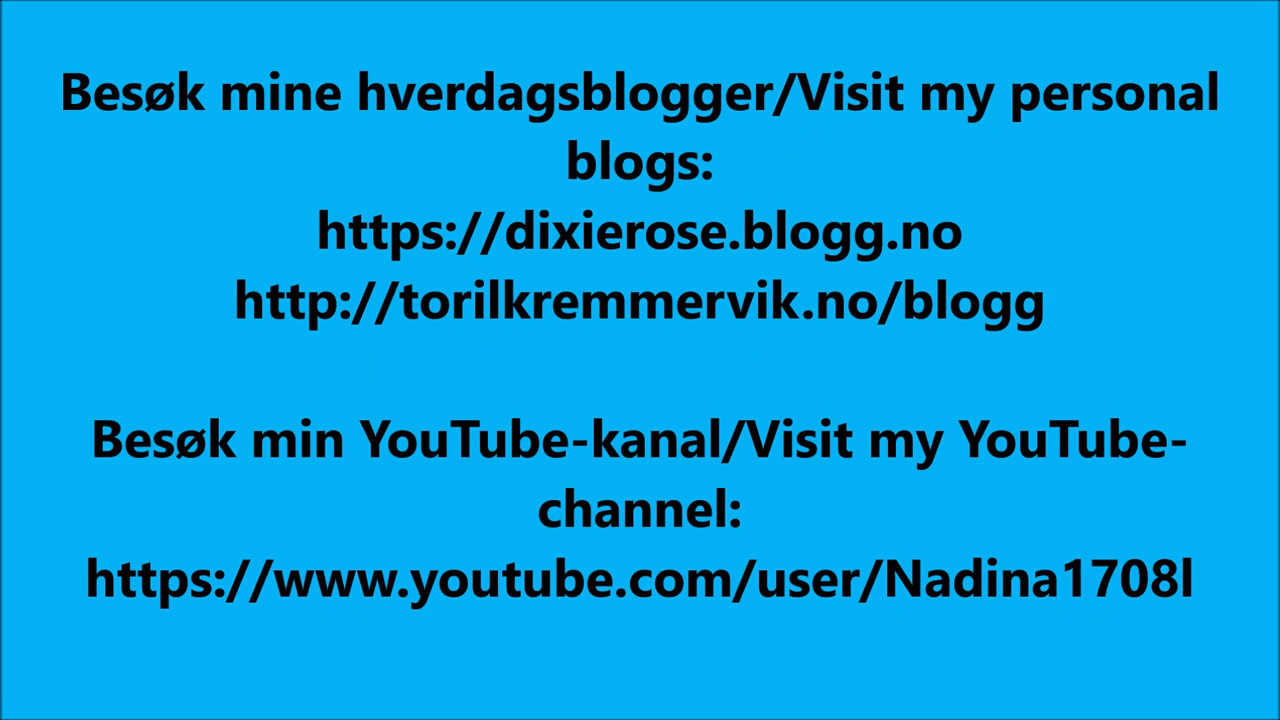 Besøk mine hverdagsblogger/Visit my personal
blogs:
https://dixierose.blogg.no
http://torilkremmervik.no/blogg
Besøk min YouTube-kanal/Visit my YouTube-
channel:
https://www.youtube.com/user/Nadina1708l